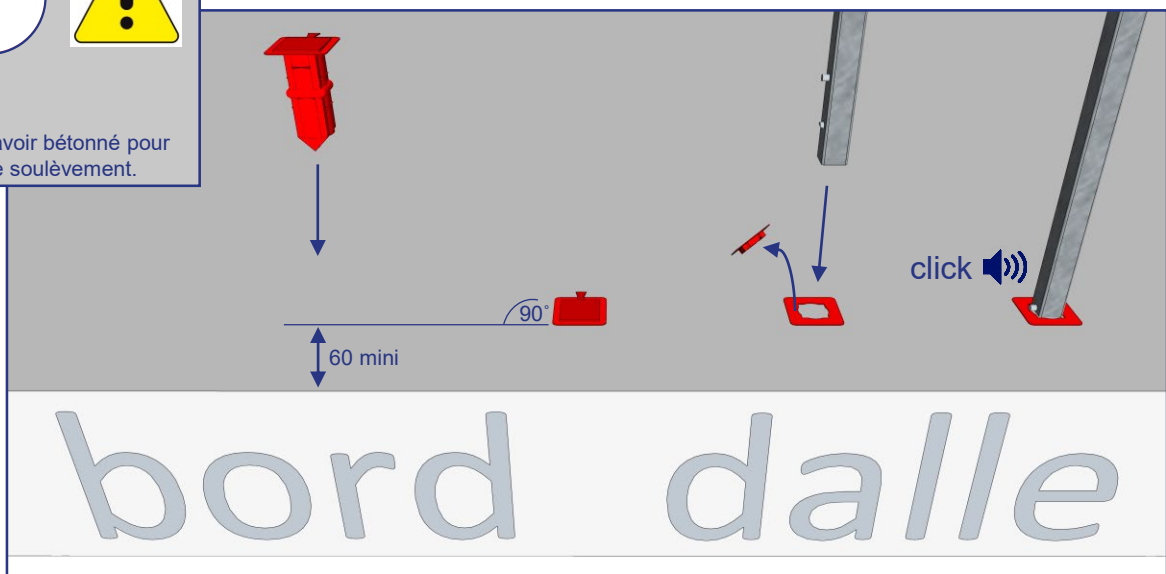 avoir bétonné pour
e soulèvement.
click
90°
60 mini
bord dalle